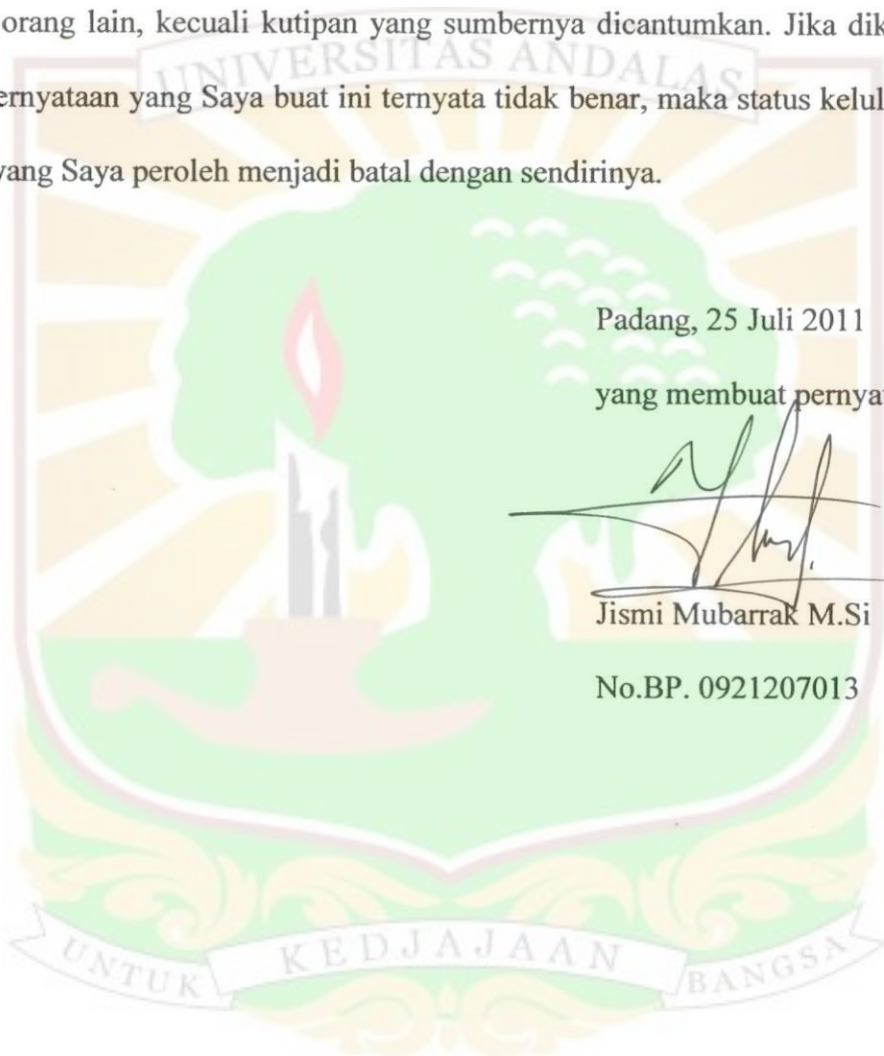 orang lain, kecuali kutipan yang sumbernya dicantumkan. Jika dik
UNIVERSITAS ANDALAS
ernyataan yang Saya buat ini ternyata tidak benar, maka status kelul
yang Saya peroleh menjadi batal dengan sendirinya.
Padang, 25 Juli 2011
yang membuat pernya
Jismi Mubarrak M.Si
No.BP. 0921207013
UNTUK KEDJAJAAN BANGSA